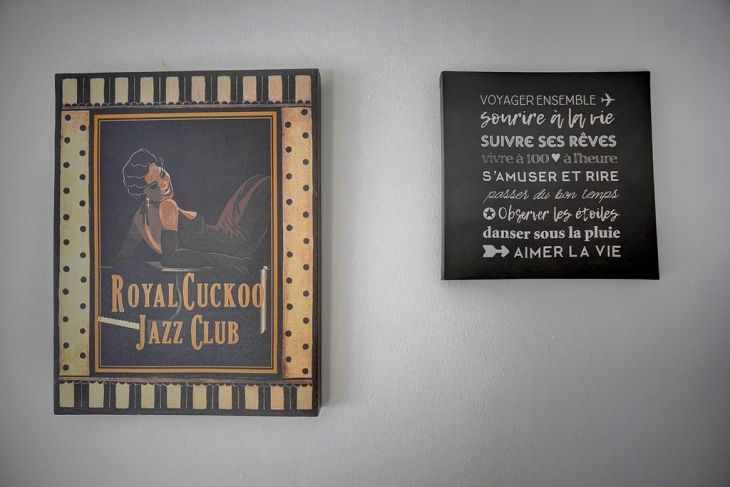 ROYAL CUCKOO
JAZZ CLUB
VOYAGER ENSEMBLE
sourire à la vie
SUIVRE SES RÊVES
vivre à 100 ♥ à l'heure
S'AMUSER ET RIRE
passer du bon temps
Observer les étoiles
danser sous la pluie
AIMER LA VIE